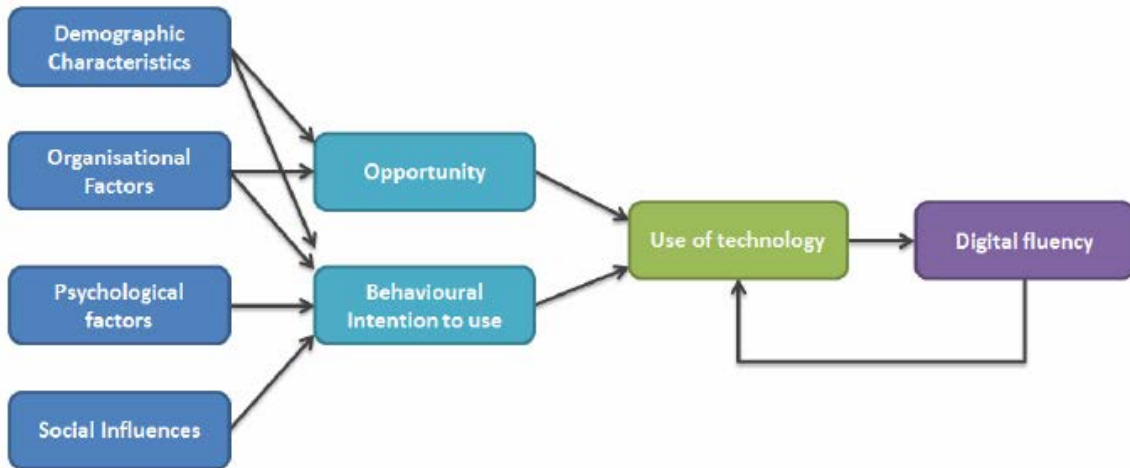 Demographic
Characteristics
Organisational
Factors
Psychological
factors
Social Influences
Opportunity
Behavioural
Intention to use
Use of technology
Digital fluency